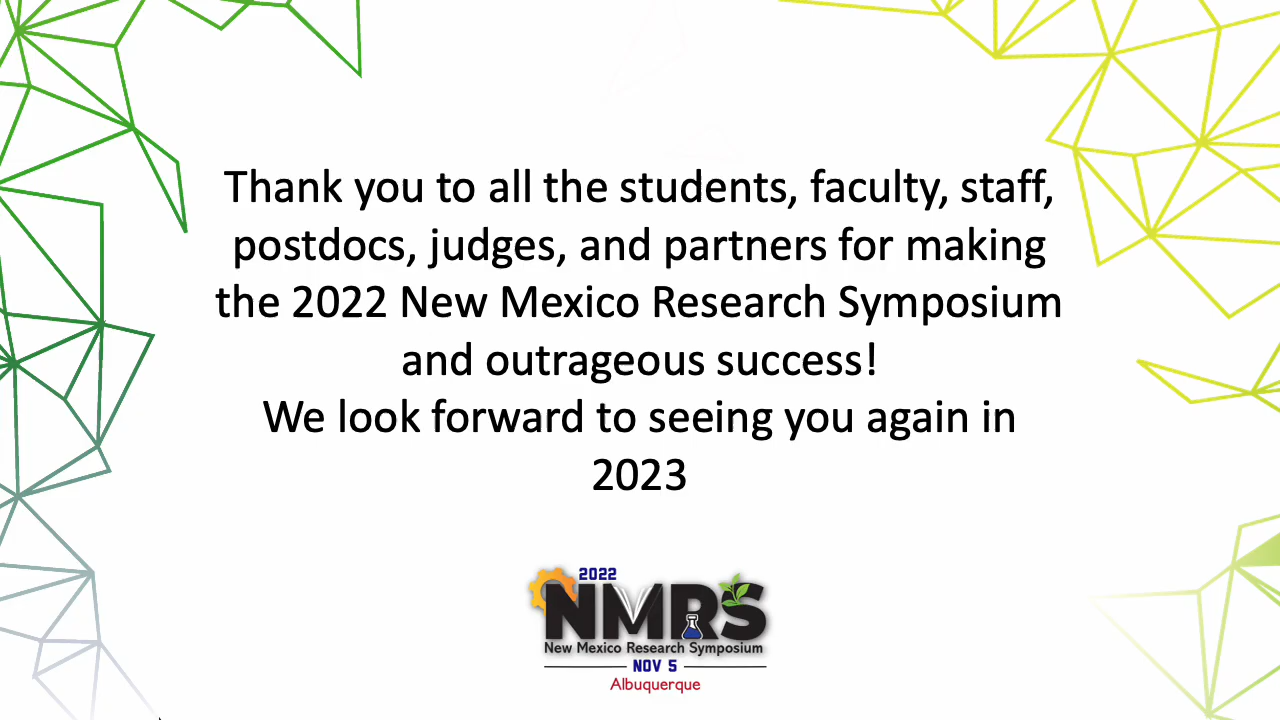 Thank you to all the students, faculty, staff,
postdocs, judges, and partners for making
the 2022 New Mexico Research Symposium
and outrageous success!
We look forward to seeing you again in
2023
2022
NMRS
New Mexico Research Symposium
NOV 5
Albuquerque